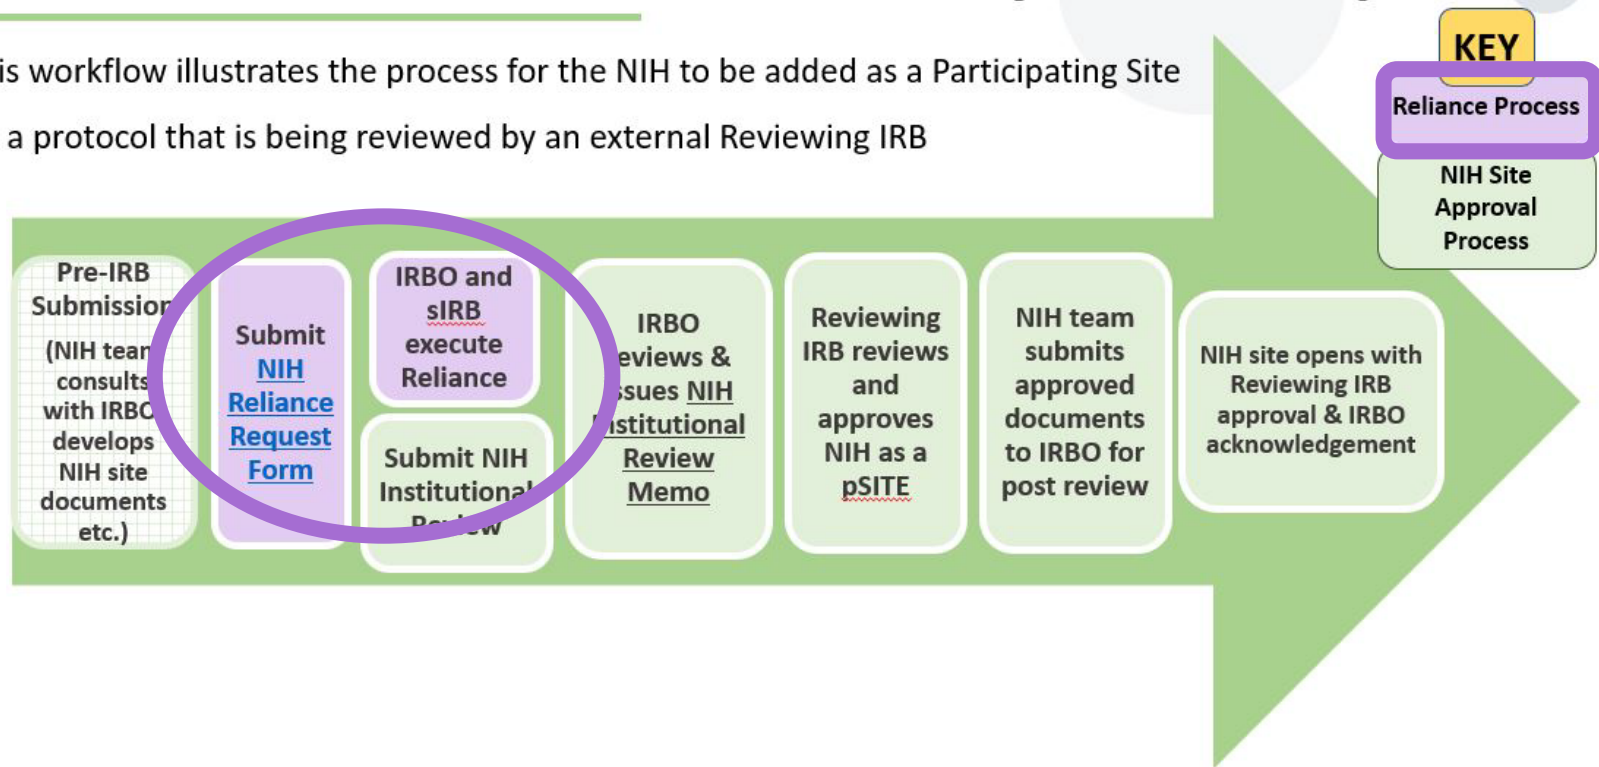 is workflow illustrates the process for the NIH to be added as a Participating Site
a protocol that is being reviewed by an external Reviewing IRB
KEY
Reliance Process
NIH Site
Approval
Process
Pre-IRB
Submission
(NIH team
consults
with IRBO,
develops
NIH site
documents
etc.)
Submit
NIH
Reliance
Request
Form
IRBO and
sIRB
execute
Reliance
Submit NIH
Institutional
Review
IRBO
eviews &
ssues NIH
nstitutional
Review
Memo
Reviewing
IRB reviews
and
approves
NIH as a
pSITE
NIH team
submits
approved
documents
to IRBO for
post review
NIH site opens with
Reviewing IRB
approval & IRBO
acknowledgement